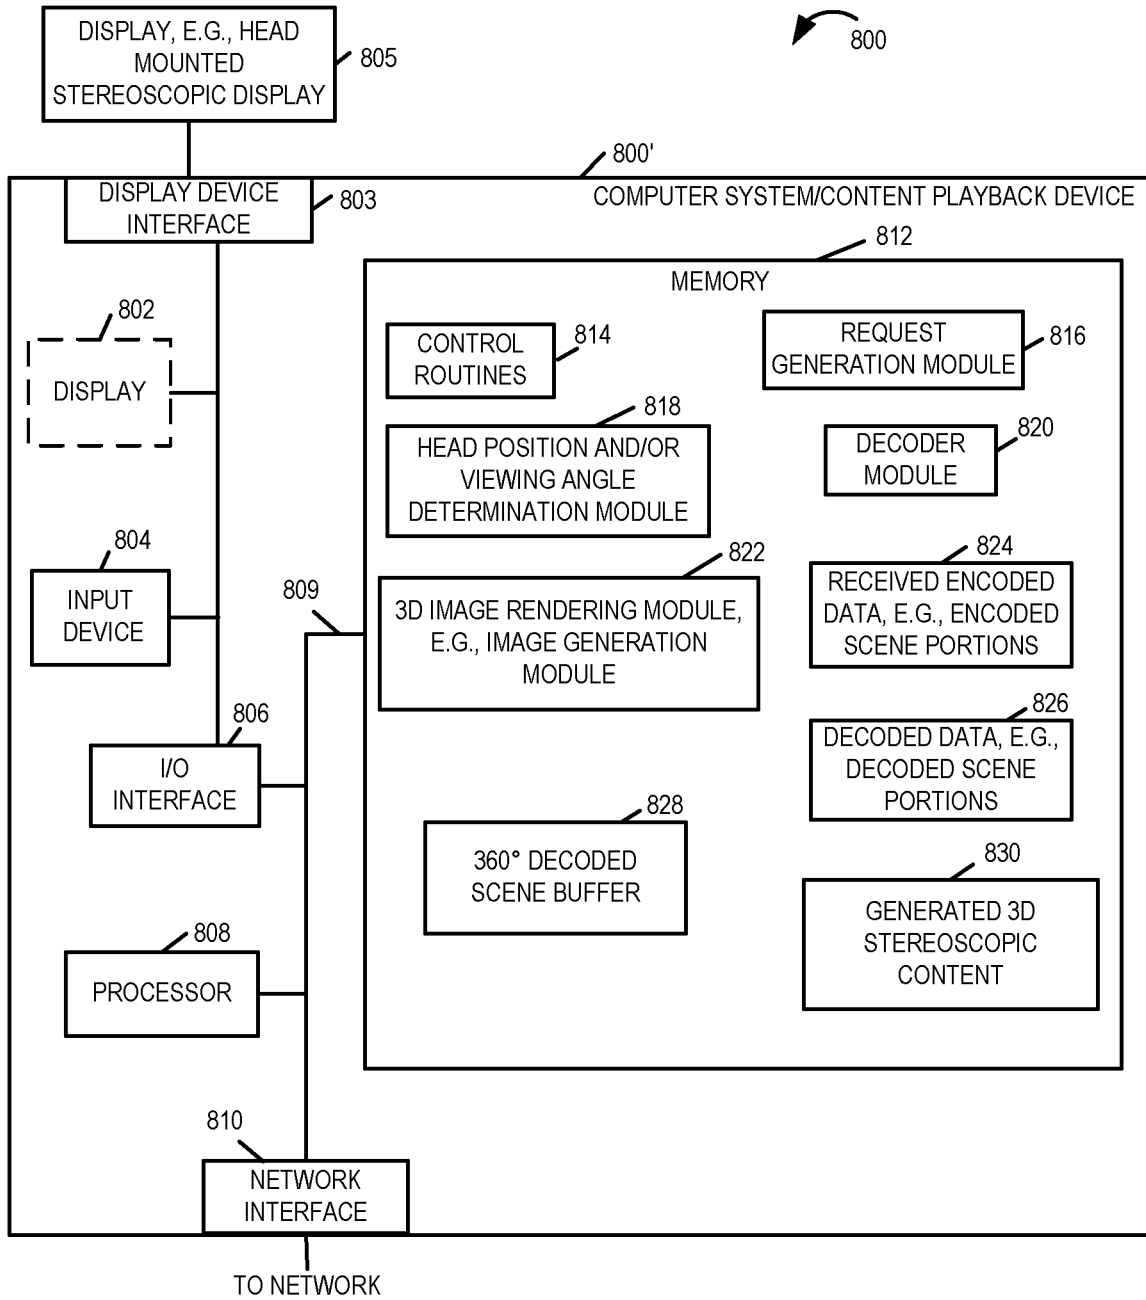 DISPLAY, E.G., HEAD
MOUNTED
STEREOSCOPIC DISPLAY
805
800
800'
DISPLAY DEVICE
INTERFACE
803
COMPUTER SYSTEM/CONTENT PLAYBACK DEVICE
812
MEMORY
802
DISPLAY
CONTROL
ROUTINES
814
REQUEST
GENERATION MODULE
816
818
HEAD POSITION AND/OR
VIEWING ANGLE
DETERMINATION MODULE
820
DECODER
MODULE
804
INPUT
DEVICE
809
822
3D IMAGE RENDERING MODULE,
E.G., IMAGE GENERATION
MODULE
824
RECEIVED ENCODED
DATA, E.G., ENCODED
SCENE PORTIONS
806
I/O
INTERFACE
826
DECODED DATA, E.G.,
DECODED SCENE
PORTIONS
828
360° DECODED
SCENE BUFFER
830
GENERATED 3D
STEREOSCOPIC
CONTENT
808
PROCESSOR
810
NETWORK
INTERFACE
TO NETWORK